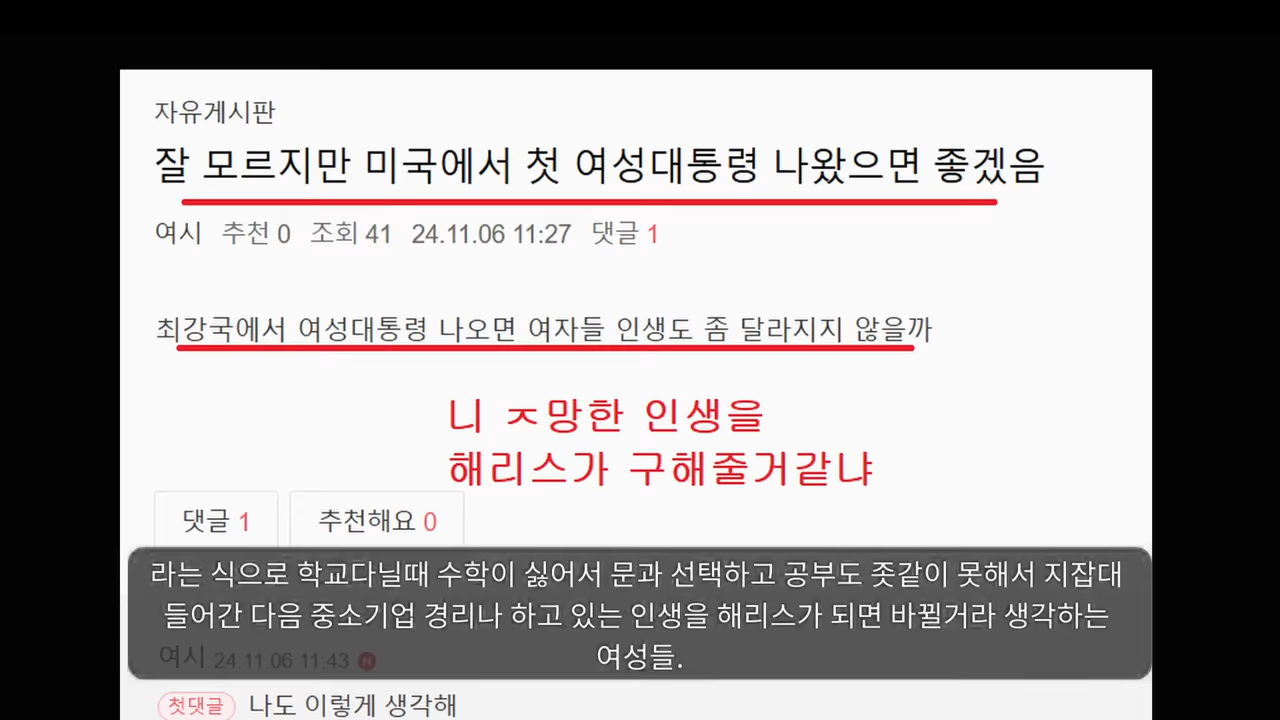 자유게시판
잘 모르지만 미국에서 첫 여성대통령 나왔으면 좋겠음
여시 추천 0 조회 41 24.11.06 11:27 댓글 1
최강국에서 여성대통령 나오면 여자들 인생도 좀 달라지지 않을까
니 ㅈ망한 인생을
해리스가 구해줄거같냐
댓글 1 추천해요 0
라는 식으로 학교다닐때 수학이 싫어서 문과 선택하고 공부도 좃같이 못해서 지잡대
들어간 다음 중소기업 경리나 하고 있는 인생을 해리스가 되면 바뀔거라 생각하는
여성들.
여시 24.11.06 11:43 N
첫댓글 나도 이렇게 생각해